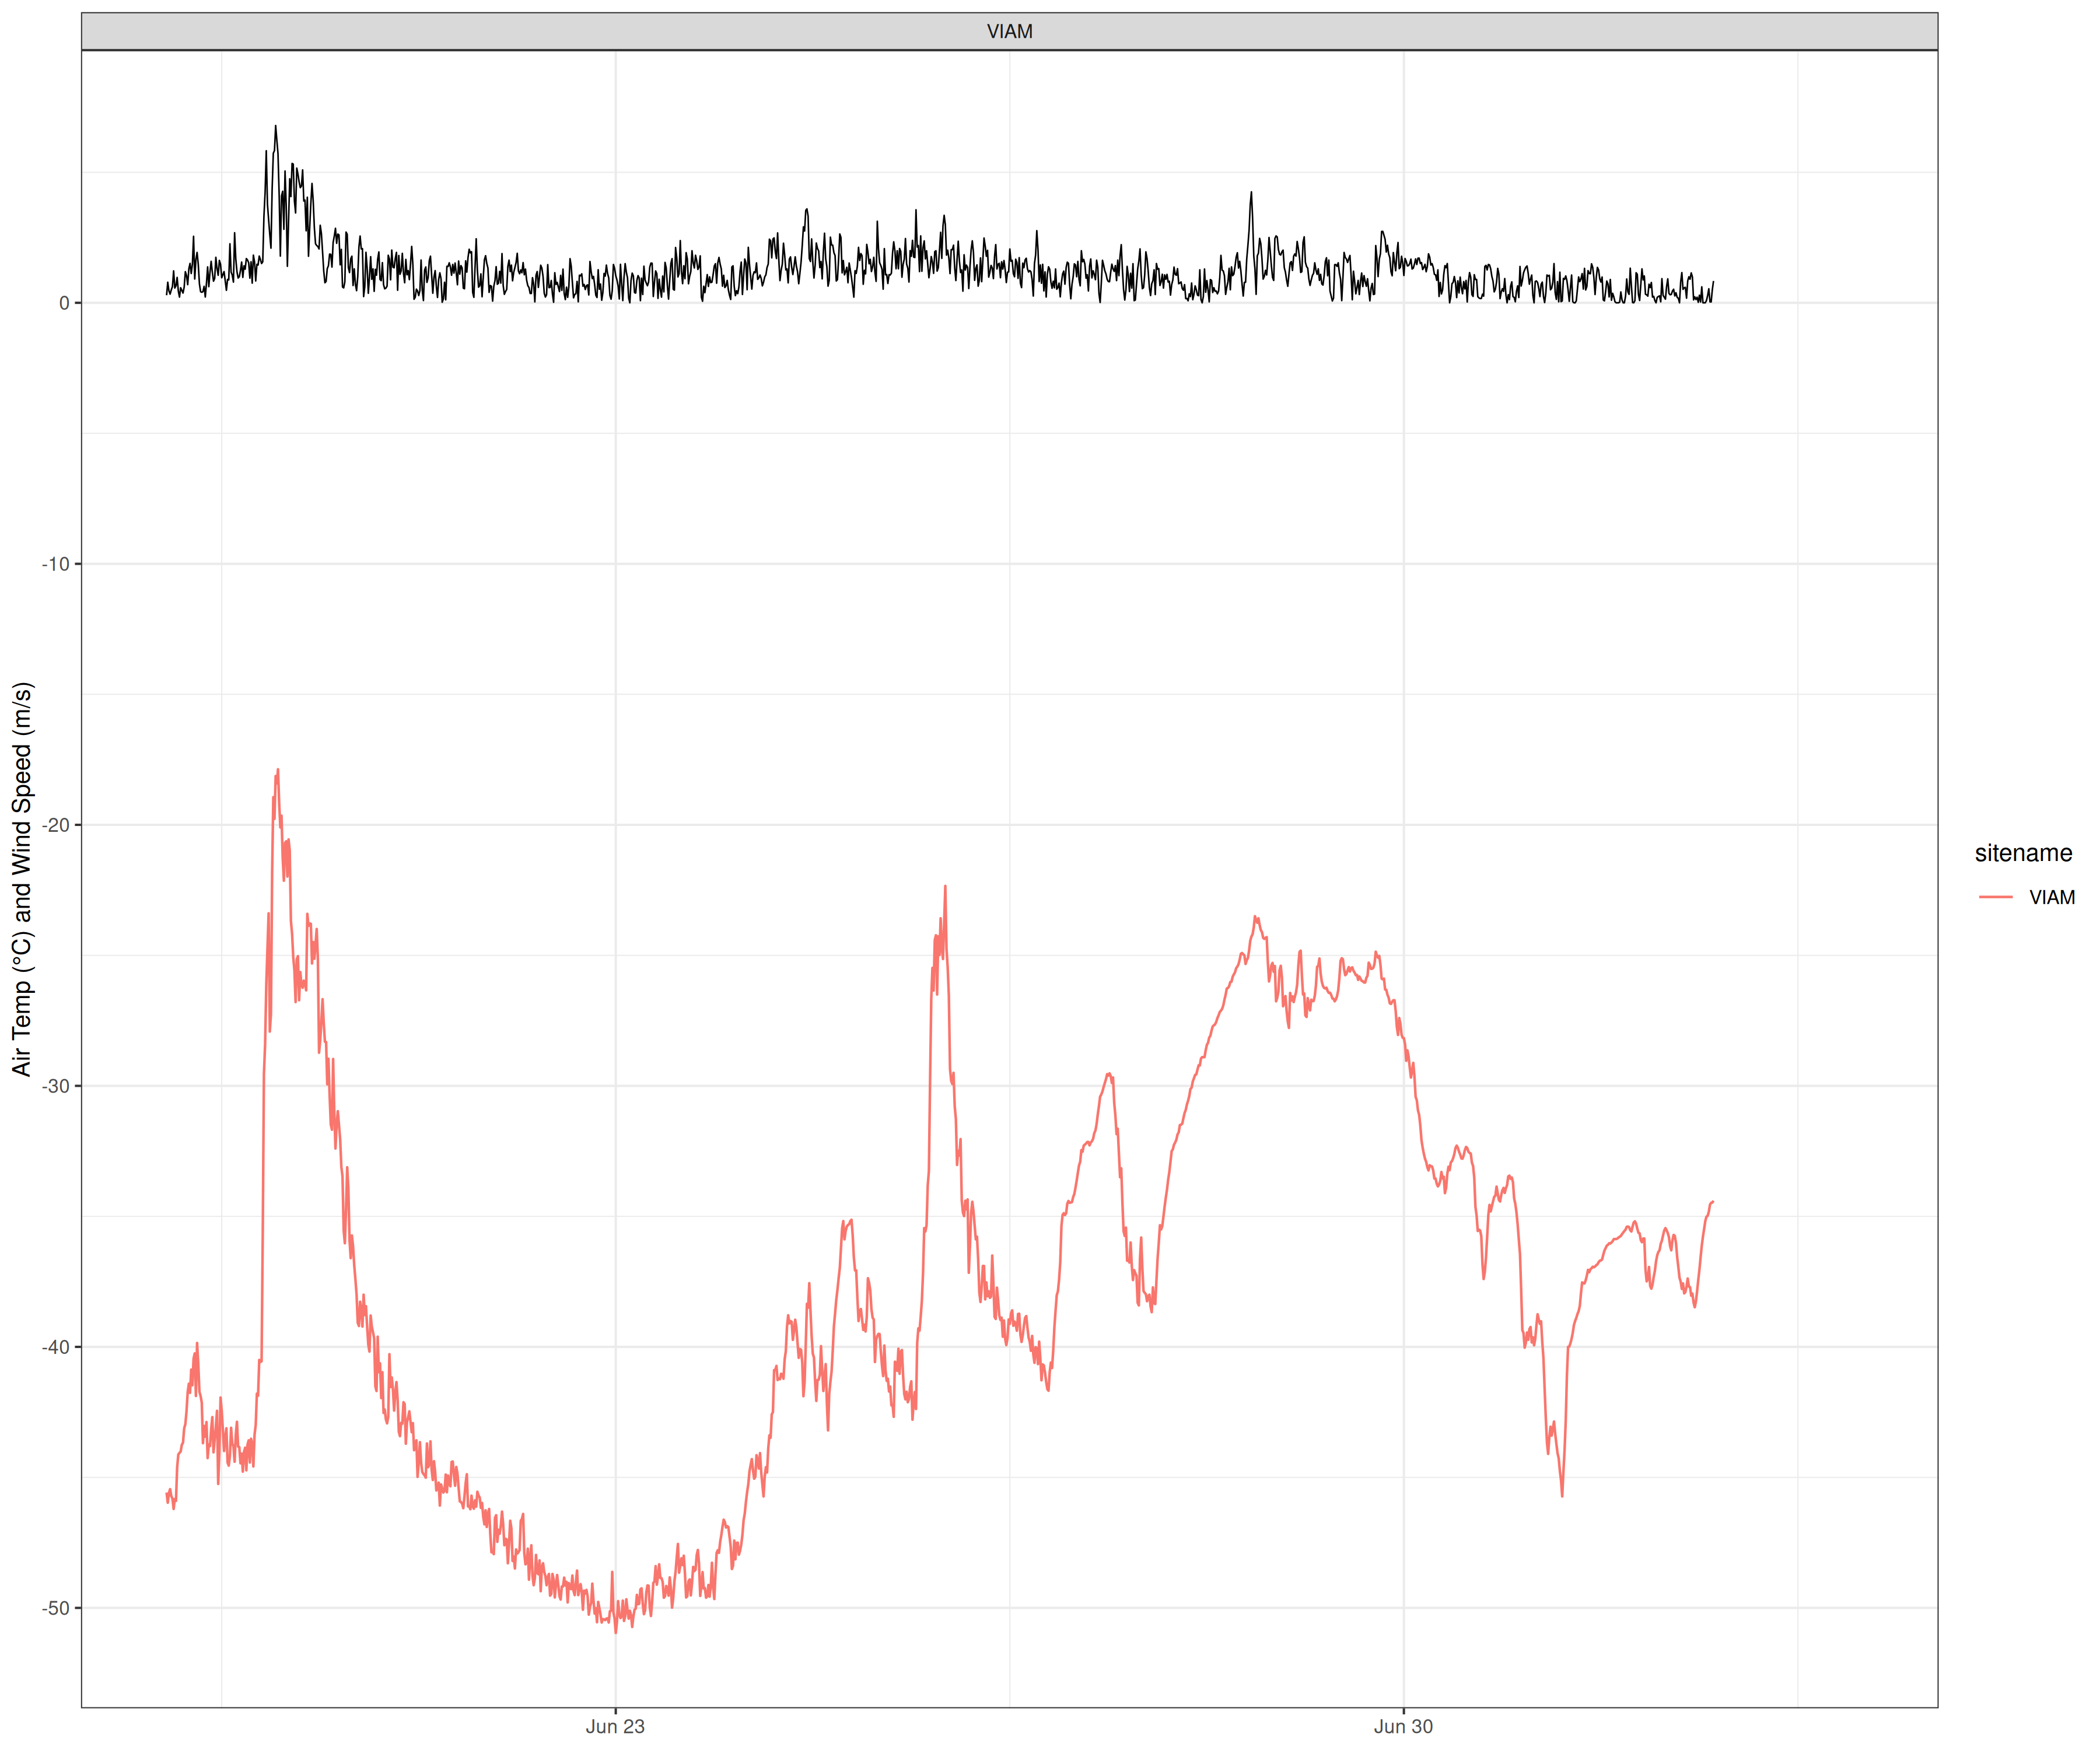 VIAM
0
-10
-20
-30
-40
-50
Air Temp (°C) and Wind Speed (m/s)
Jun 23
Jun 30
sitename
VIAM